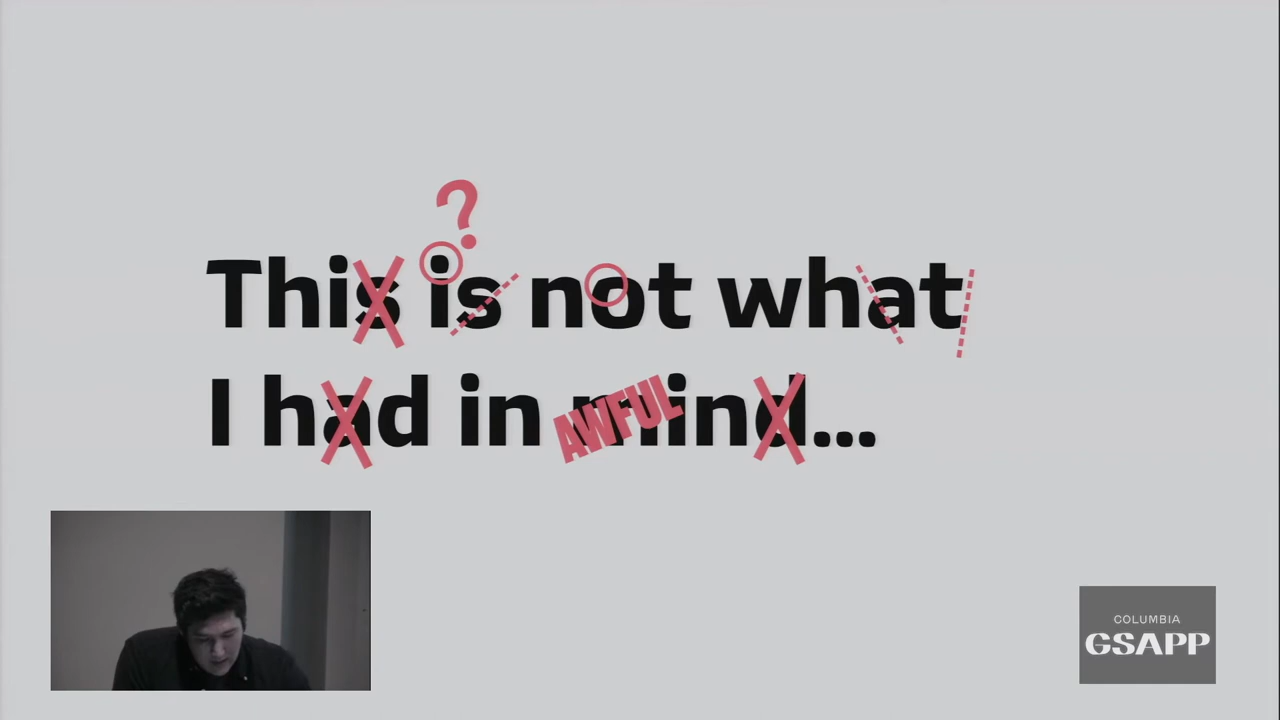 ?
This is not what
I had in mind...
AWFUL
COLUMBIA
GSAPP